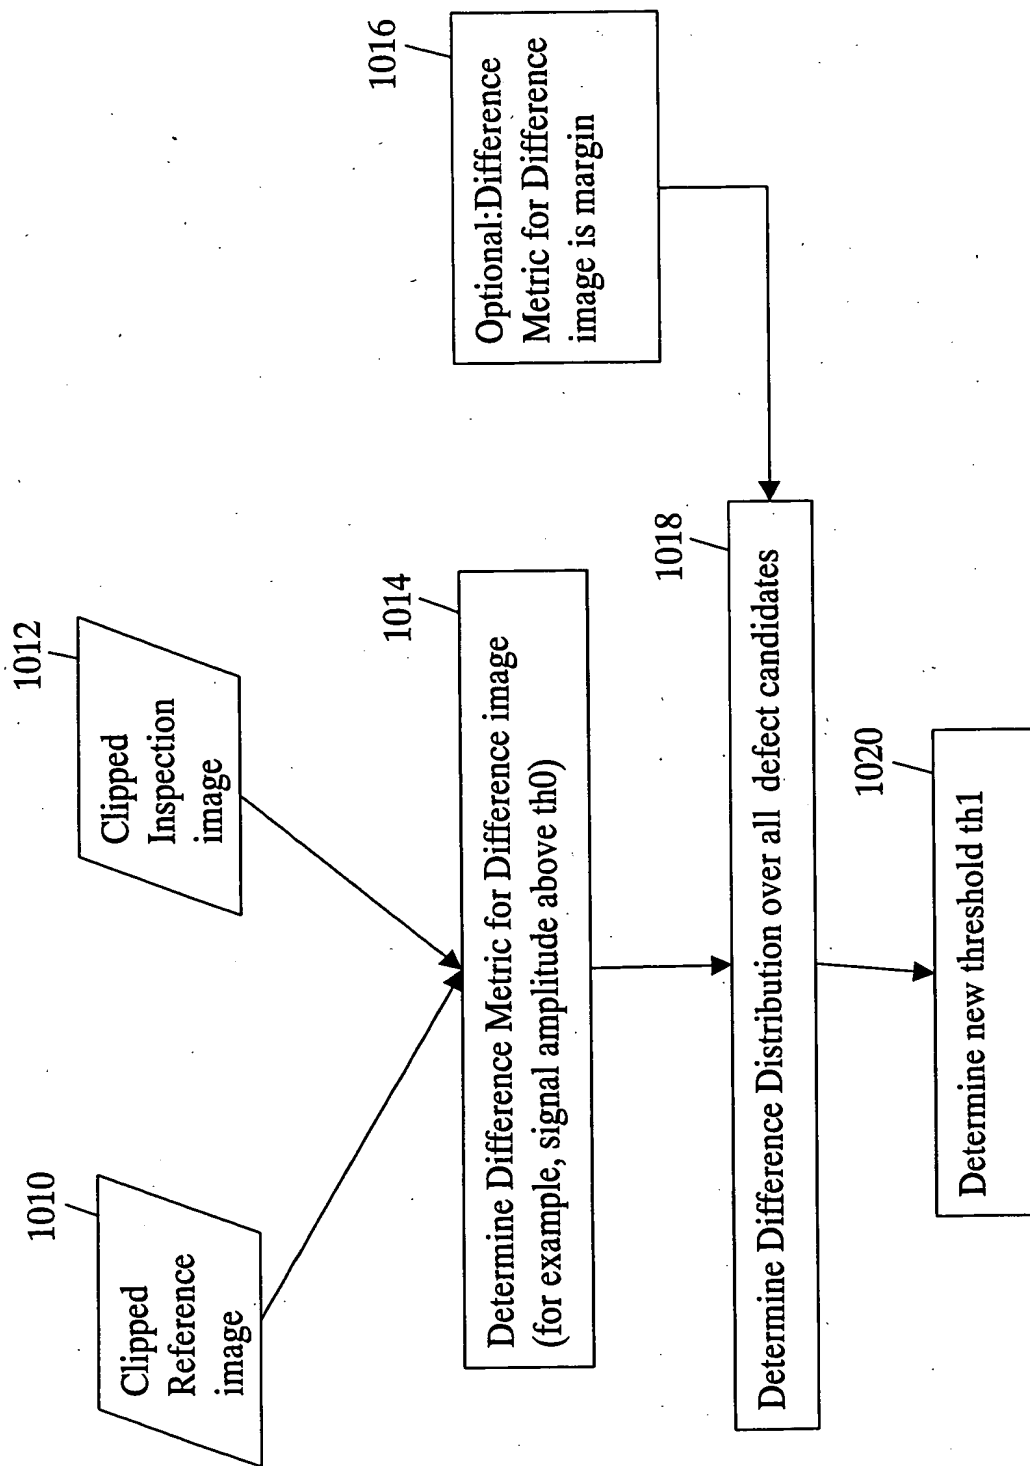 1010
Clipped
Reference
image
1012
Clipped
Inspection
image
1014
Determine Difference Metric for Difference image
(for example, signal amplitude above th0)
1016
Optional:Difference
Metric for Difference
image is margin
1018
Determine Difference Distribution over all defect candidates
1020
Determine new threshold th1